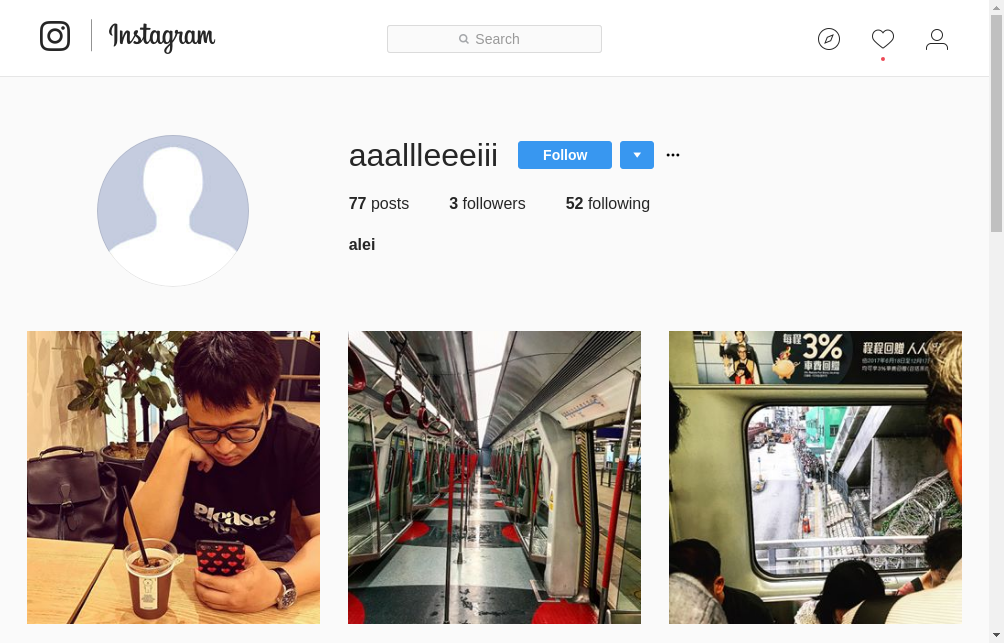 Instagram
Search
aaallleeeiii
Follow
77 posts 3 followers 52 following
alei
每程 3% 車費回贈
程程回贈 人人
Please!